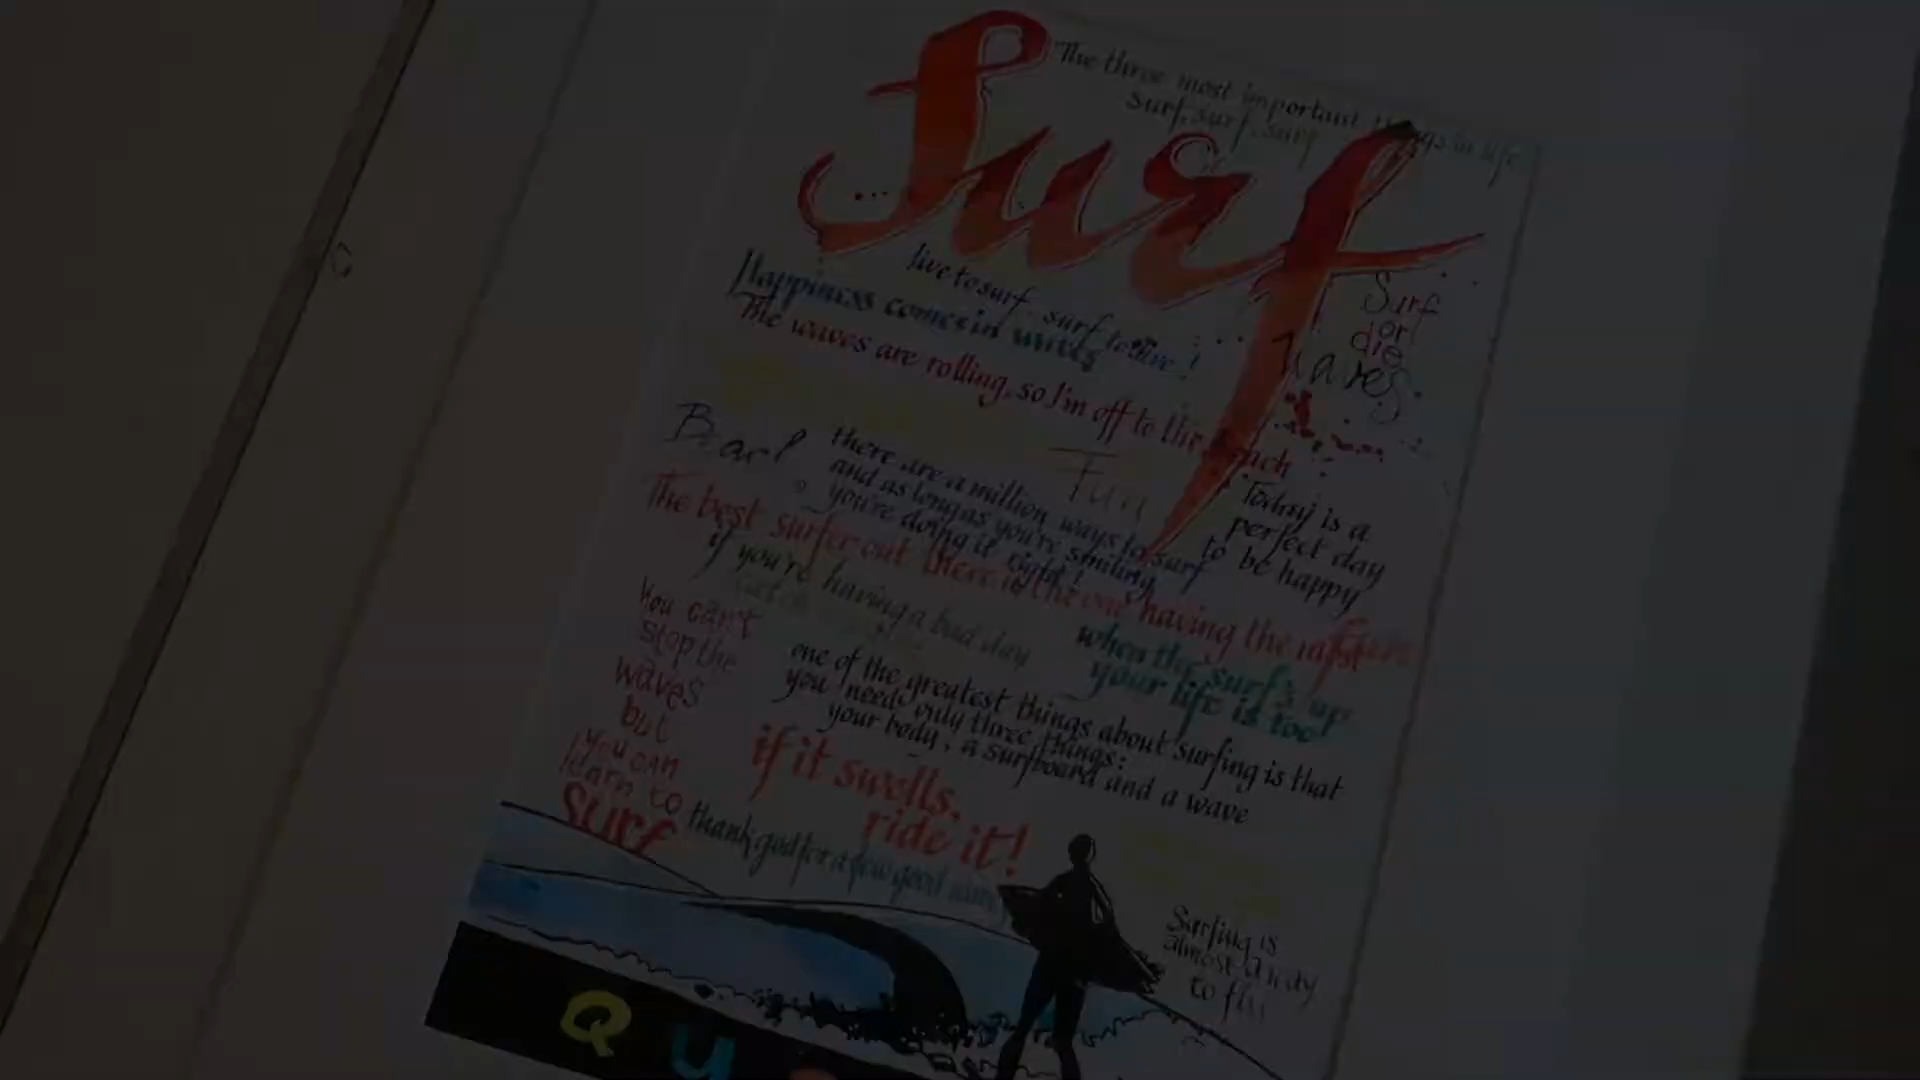 Surf
The three most important things in life
surf, surf, surf
live to surf - surf to live!
Happiness comes in waves
The waves are rolling, so I'm off to the
Surf
or
die
Fun
there are a million ways to surf
and as long as you're smiling
you're doing it right!
Today is a
perfect day
to be happy
The best surfer out there is the one having the most
if you're having a bad day
You can't
stop the
waves
but
you can
learn to
surf
when the surf's up
your life is too!
one of the greatest things about surfing is that
you need only three things:
your body, a surfboard and a wave
if it swells,
ride it!
thank god for a few good
Surfing is
almost
to fly
Q U